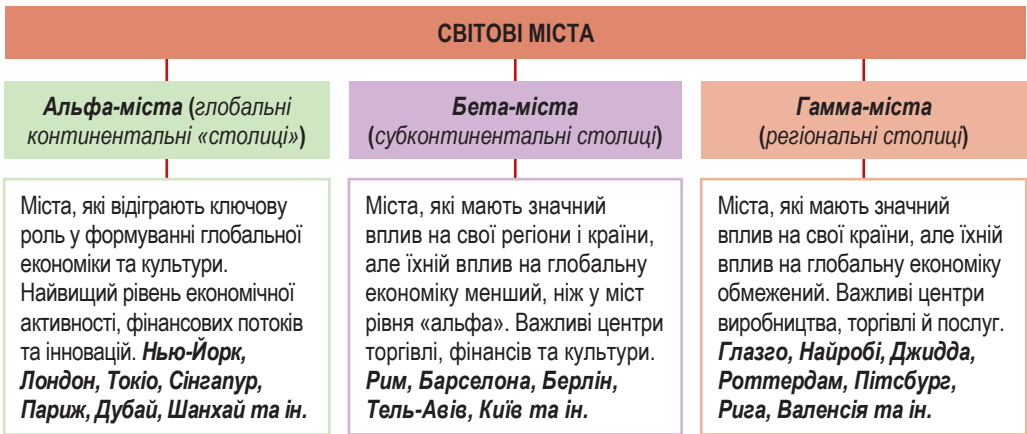 СВІТОВІ МІСТА
Альфа-міста (глобальні
континентальні «столиці»)
Міста, які відіграють ключову
роль у формуванні глобальної
економіки та культури.
Найвищий рівень економічної
активності, фінансових потоків
та інновацій. Нью-Йорк,
Лондон, Токіо, Сінгапур,
Париж, Дубай, Шанхай та ін.
Бета-міста
(субконтинентальні столиці)
Міста, які мають значний
вплив на свої регіони і країни,
але їхній вплив на глобальну
економіку менший, ніж у міст
рівня «альфа». Важливі центри
торгівлі, фінансів та культури.
Рим, Барселона, Берлін,
Тель-Авів, Київ та ін.
Гамма-міста
(регіональні столиці)
Міста, які мають значний
вплив на свої країни, але їхній
вплив на глобальну економіку
обмежений. Важливі центри
виробництва, торгівлі й послуг.
Глазго, Найробі, Джидда,
Роттердам, Пітсбург,
Рига, Валенсія та ін.